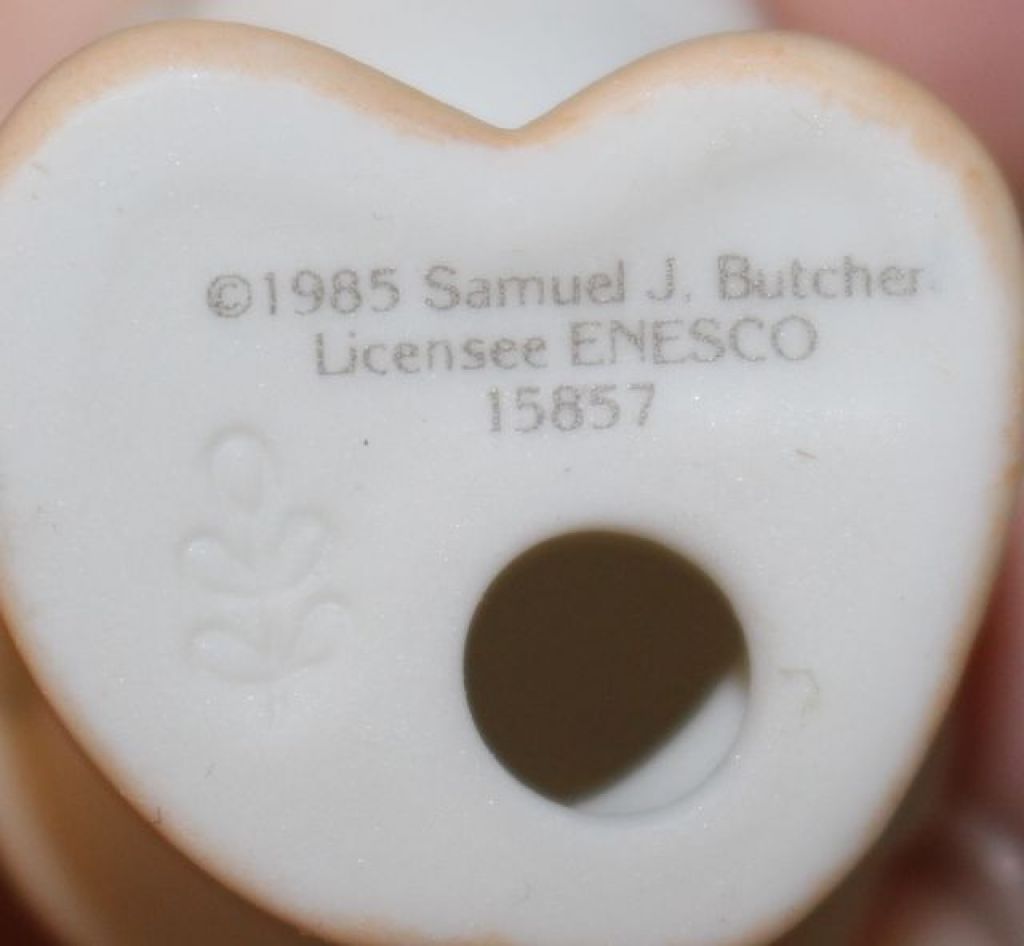 ©1985 Samuel J. Butcher
Licensee ENESCO
15857